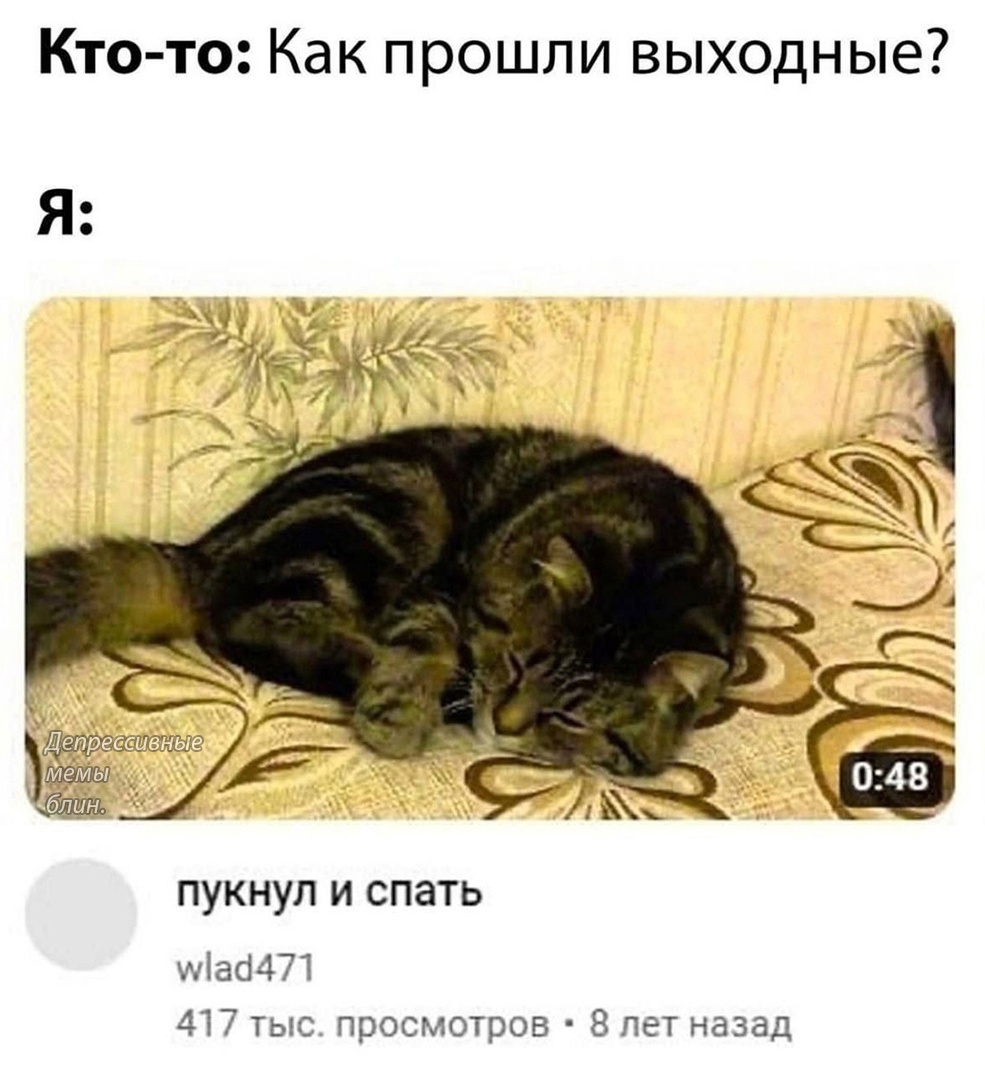 Кто-то: Как прошли выходные?
Я:
Депрессивные
мемы
блин.
0:48
пукнул и спать
wlad471
417 тыс. просмотров • 8 лет назад